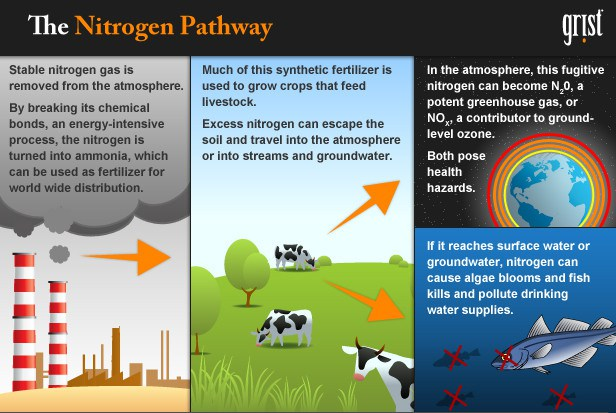 The Nitrogen Pathway
grist
Stable nitrogen gas is
removed from the atmosphere.
By breaking its chemical
bonds, an energy-intensive
process, the nitrogen is
turned into ammonia, which
can be used as fertilizer for
world wide distribution.
Much of this synthetic fertilizer is
used to grow crops that feed
livestock.
Excess nitrogen can escape the
soil and travel into the atmosphere
or into streams and groundwater.
In the atmosphere, this fugitive
nitrogen can become N₂0, a
potent greenhouse gas, or
NOₓ, a contributor to ground-
level ozone.
Both pose
health
hazards.
If it reaches surface water or
groundwater, nitrogen can
cause algae blooms and fish
kills and pollute drinking
water supplies.